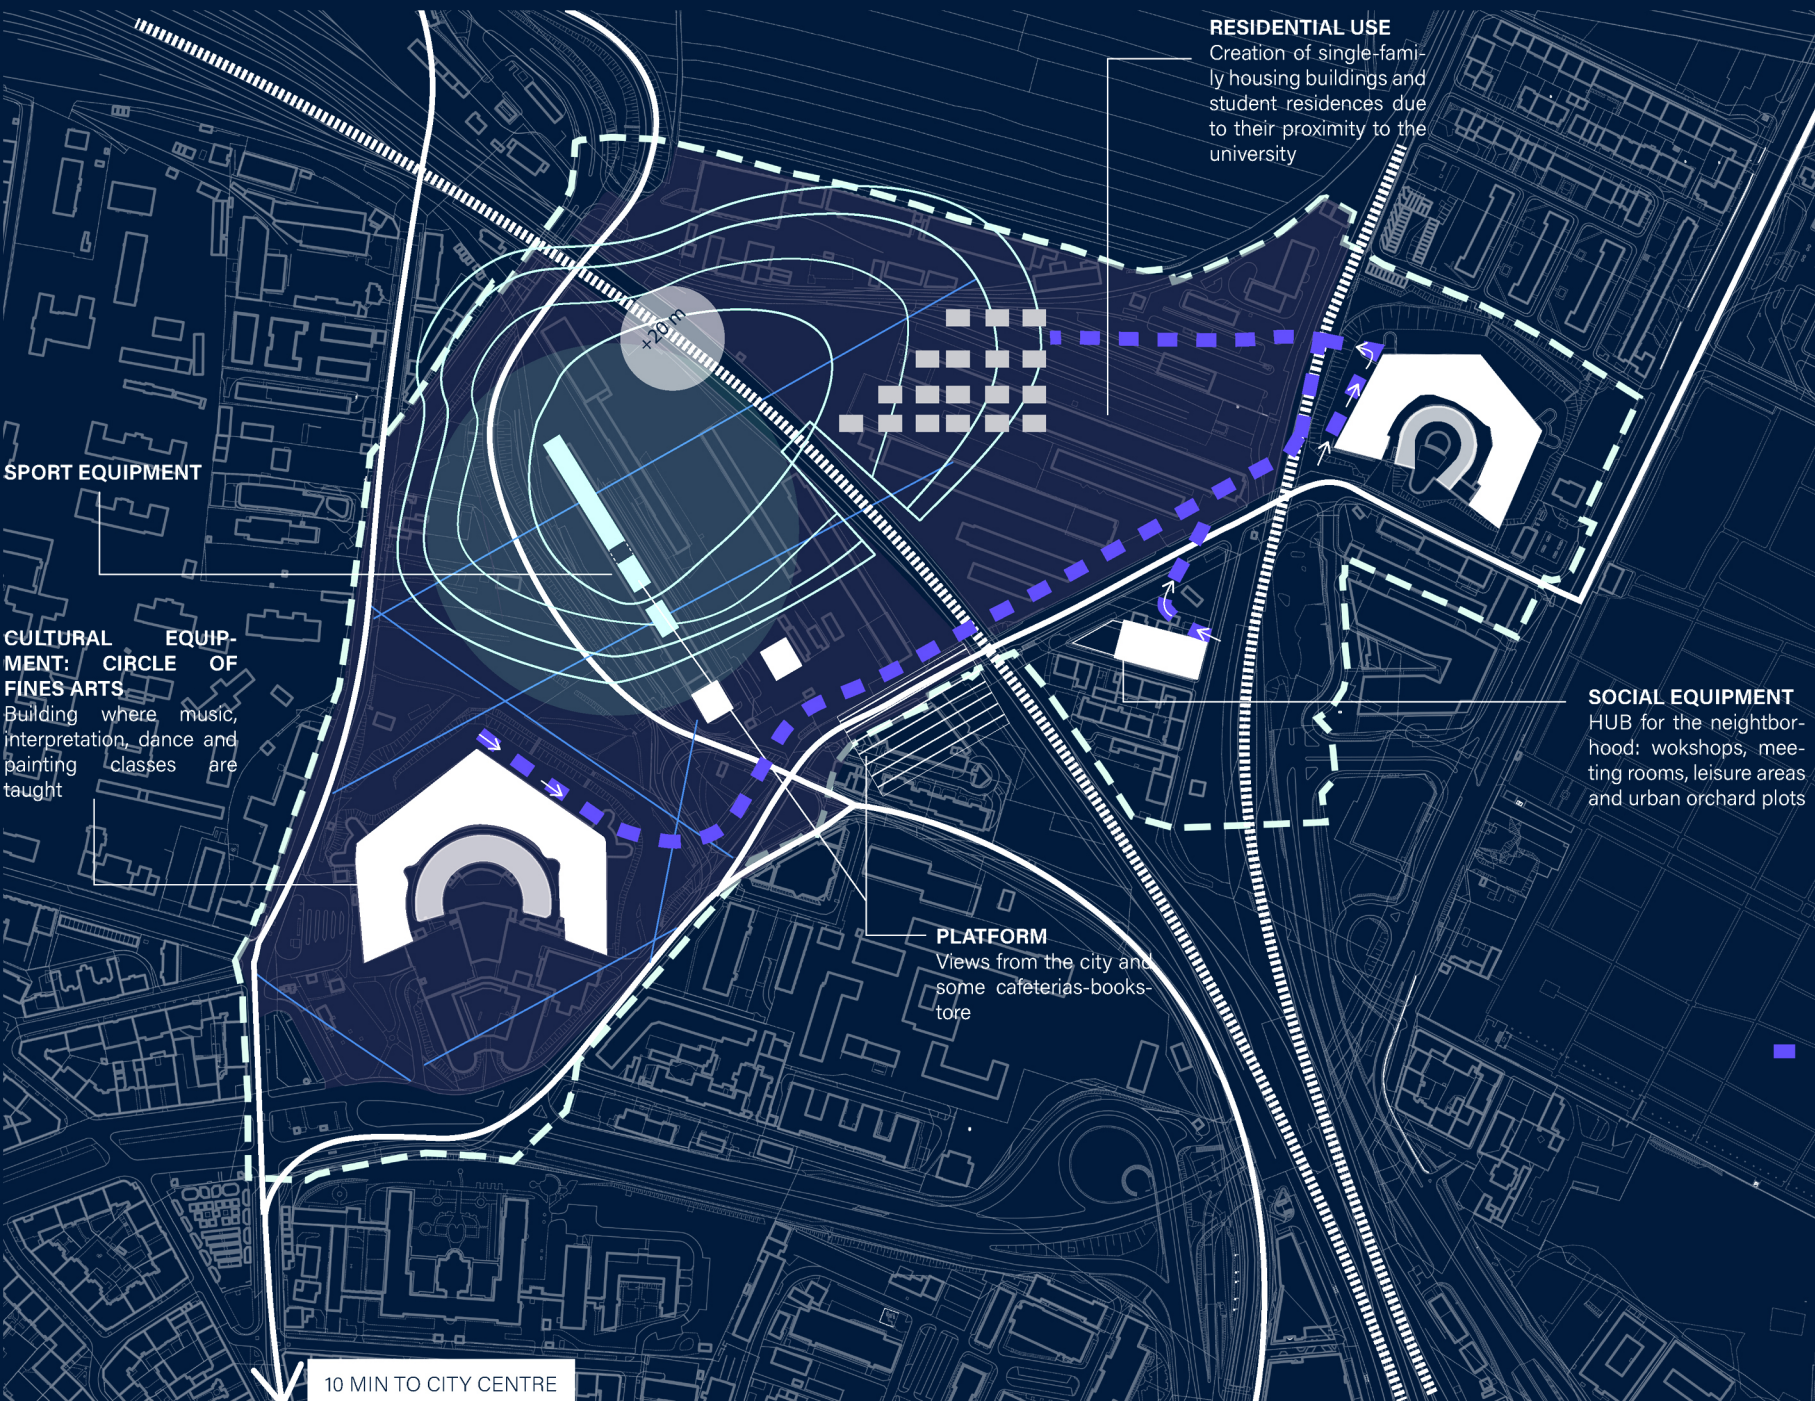 RESIDENTIAL USE
Creation of single-fami-
ly housing buildings and
student residences due
to their proximity to the
university
+20 m
SPORT EQUIPMENT
CULTURAL EQUIP-
MENT: CIRCLE OF
FINES ARTS
Building where music,
interpretation, dance and
painting classes are
taught
SOCIAL EQUIPMENT
HUB for the neightbor-
hood: wokshops, mee-
ting rooms, leisure areas
and urban orchard plots
PLATFORM
Views from the city and
some cafeterias-books-
tore
10 MIN TO CITY CENTRE